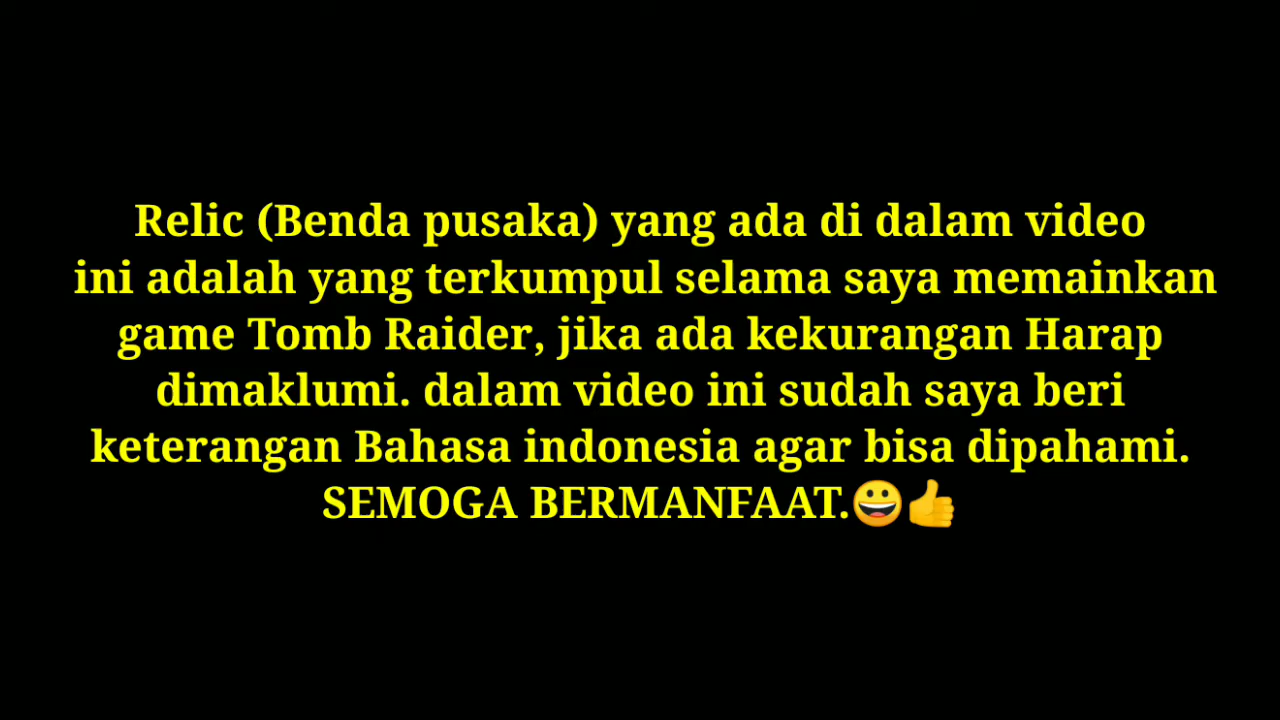 Relic (Benda pusaka) yang ada di dalam video
ini adalah yang terkumpul selama saya memainkan
game Tomb Raider, jika ada kekurangan Harap
dimaklumi. dalam video ini sudah saya beri
keterangan Bahasa indonesia agar bisa dipahami.
SEMOGA BERMANFAAT.😀👍